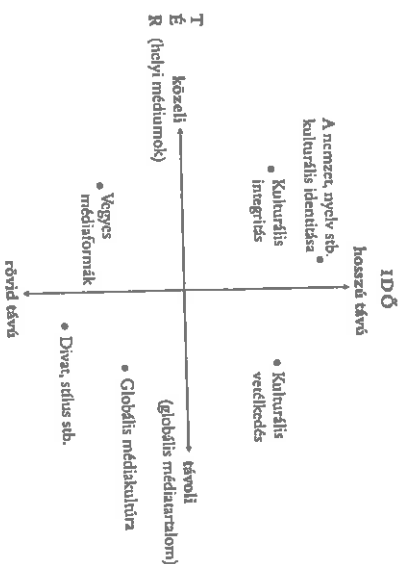 IDŐ
hosszú távú
A nemzet, nyelv stb.
kulturális identitása
• Kulturális
integritás
• Kulturális
vetélkedés
T
É
R
közeli
(helyi médiumok)
távoli
(globális médiatartalom)
• Vegyes
médiaformák
• Globális médiakultúra
• Divat, stílus stb.
rövid távú